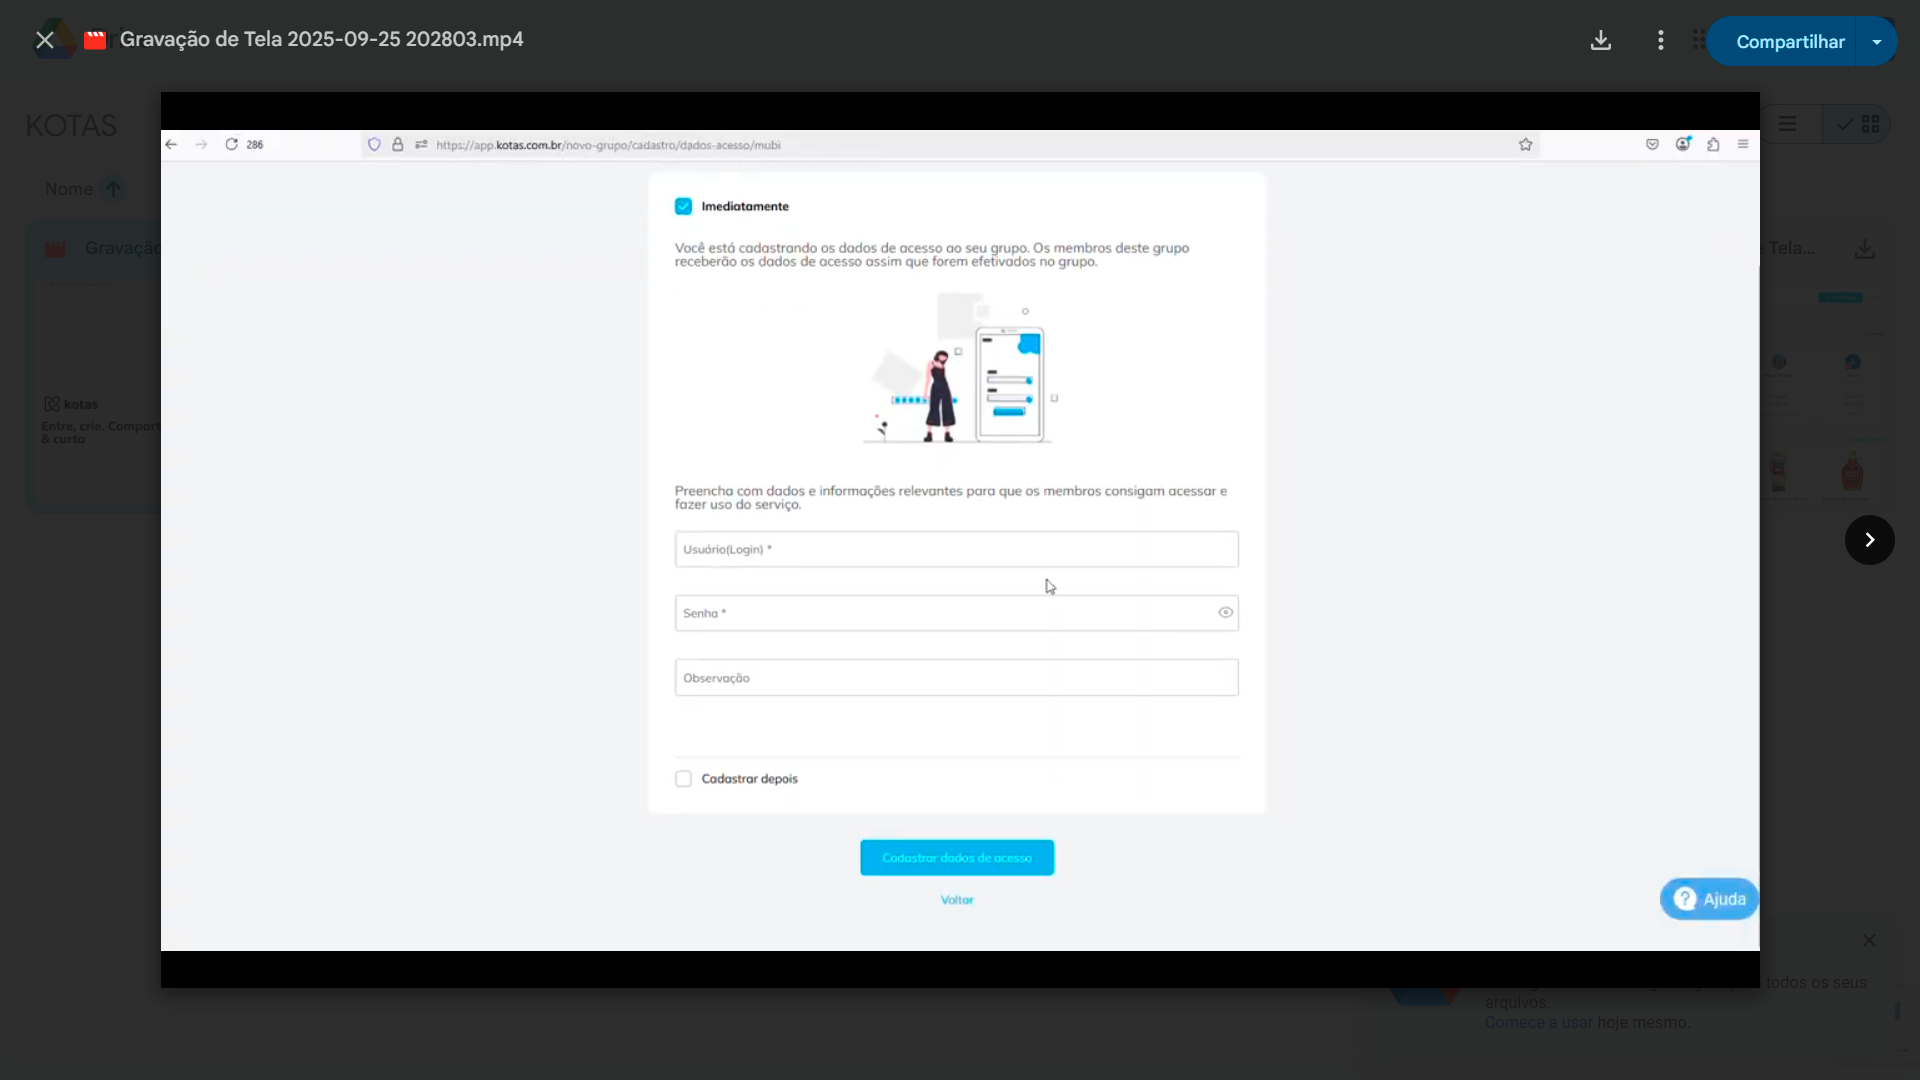 Gravação de Tela 2025-09-25 202803.mp4
Compartilhar
KOTAS
Nome
286
https://app.kotas.com.br/novo-grupo/cadastro/dados-acesso/mubi
Imediatamente
Gravação
Tela...
Você está cadastrando os dados de acesso ao seu grupo. Os membros deste grupo
receberão os dados de acesso assim que forem efetivados no grupo.
kotas
Entre, crie. Compart
& curta
Preencha com dados e informações relevantes para que os membros consigam acessar e
fazer uso do serviço.
Usuário(Login) *
Senha *
Observação
Cadastrar depois
Cadastrar dados de acesso
Voltar
Ajuda
todos os seus
arquivos.
Comece a usar hoje mesmo.